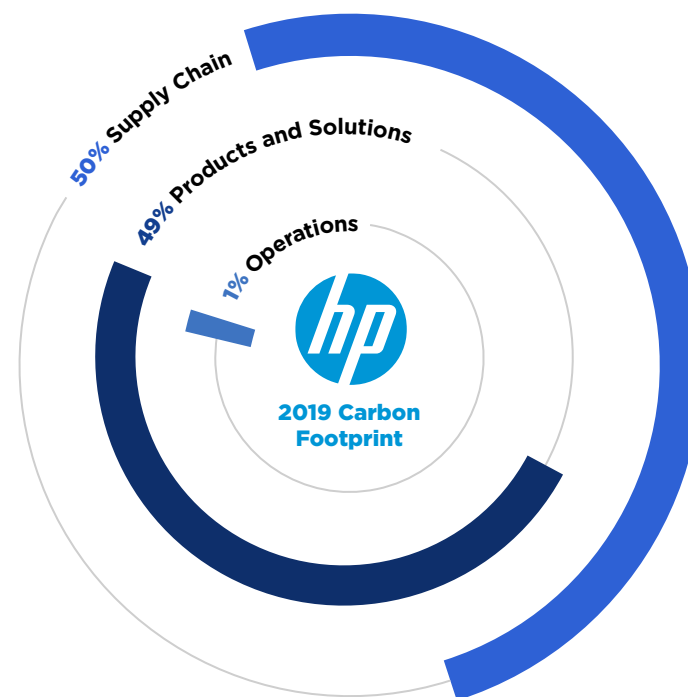 50% Supply Chain
49% Products and Solutions
1% Operations
hp
2019 Carbon
Footprint